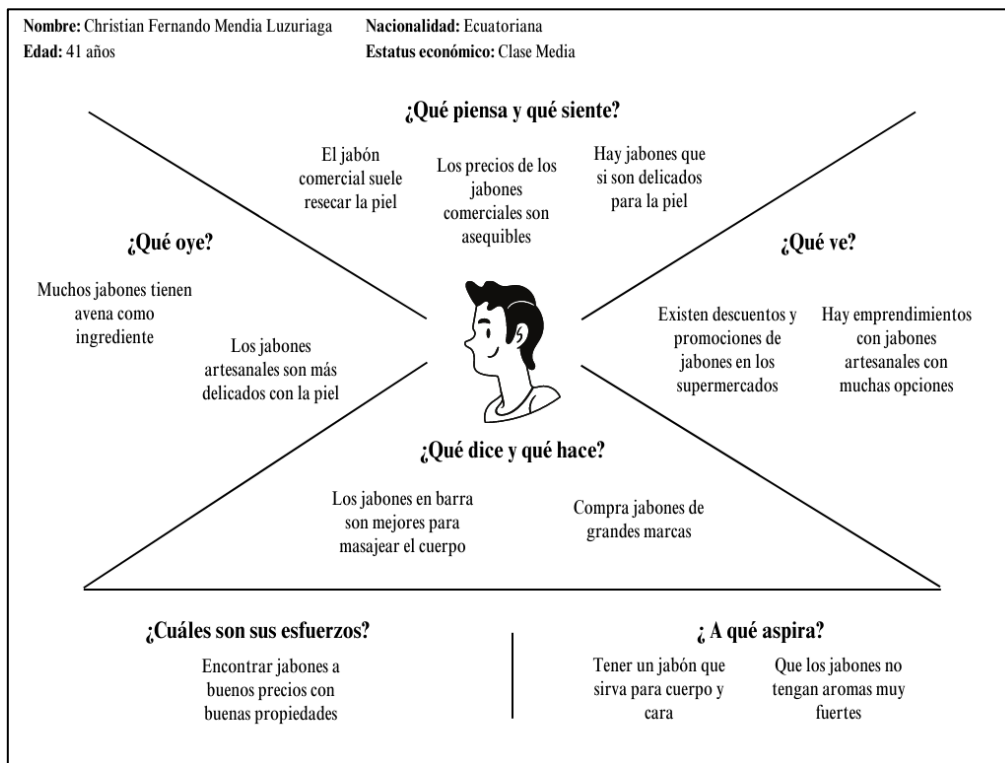 Nombre: Christian Fernando Mendia Luzuriaga
Nacionalidad: Ecuatoriana
Edad: 41 años
Estatus económico: Clase Media
¿Qué piensa y qué siente?
El jabón
comercial suele
resecar la piel
Los precios de los
jabones
comerciales son
asequibles
Hay jabones que
si son delicados
para la piel
¿Qué oye?
Muchos jabones tienen
avena como
ingrediente
Los jabones
artesanales son más
delicados con la piel
¿Qué ve?
Existen descuentos y
promociones de
jabones en los
supermercados
Hay emprendimientos
con jabones
artesanales con
muchas opciones
¿Qué dice y qué hace?
Los jabones en barra
son mejores para
masajear el cuerpo
Compra jabones de
grandes marcas
¿Cuáles son sus esfuerzos?
Encontrar jabones a
buenos precios con
buenas propiedades
¿ A qué aspira?
Tener un jabón que
sirva para cuerpo y
cara
Que los jabones no
tengan aromas muy
fuertes